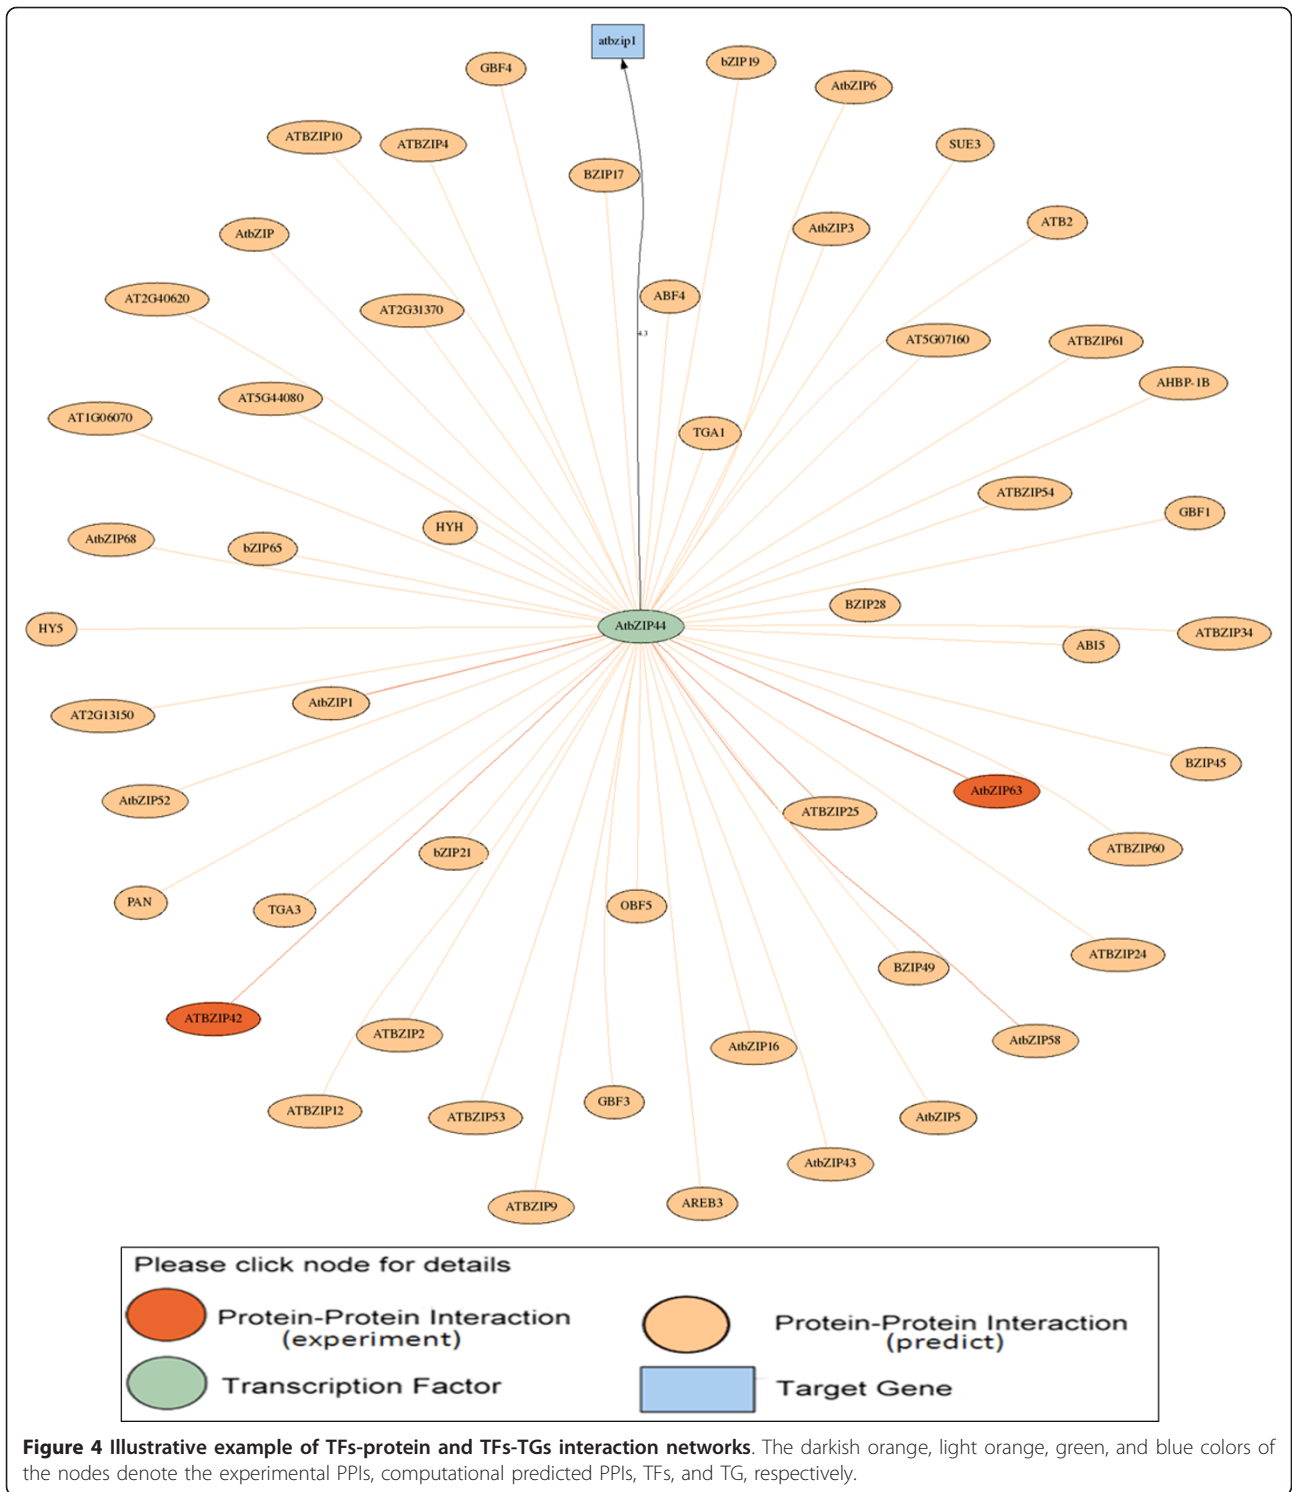 atbzip1
GBF4
bZIP19
AtbZIP6
ATBZIP10
ATBZIP4
SUE3
BZIP17
AtbZIP
AtbZIP3
ATB2
AT2G40620
AT2G31370
ABF4
4.3
AT5G07160
ATBZIP61
AHBP-1B
AT1G06070
AT5G44080
TGA1
ATBZIP54
GBF1
AtbZIP68
bZIP65
HYH
HY5
AtbZIP44
BZIP28
ABI5
ATBZIP34
AT2G13150
AtbZIP1
BZIP45
AtbZIP52
ATBZIP25
AtbZIP63
bZIP21
ATBZIP60
PAN
TGA3
OBF5
ATBZIP24
BZIP49
ATBZIP42
ATBZIP2
AtbZIP16
AtbZIP58
ATBZIP12
ATBZIP53
GBF3
AtbZIP5
AtbZIP43
ATBZIP9
AREB3
Please click node for details
Protein-Protein Interaction
(experiment)
Protein-Protein Interaction
(predict)
Transcription Factor
Target Gene
Figure 4 Illustrative example of TFs-protein and TFs-TGs interaction networks. The darkish orange, light orange, green, and blue colors of
the nodes denote the experimental PPIs, computational predicted PPIs, TFs, and TG, respectively.